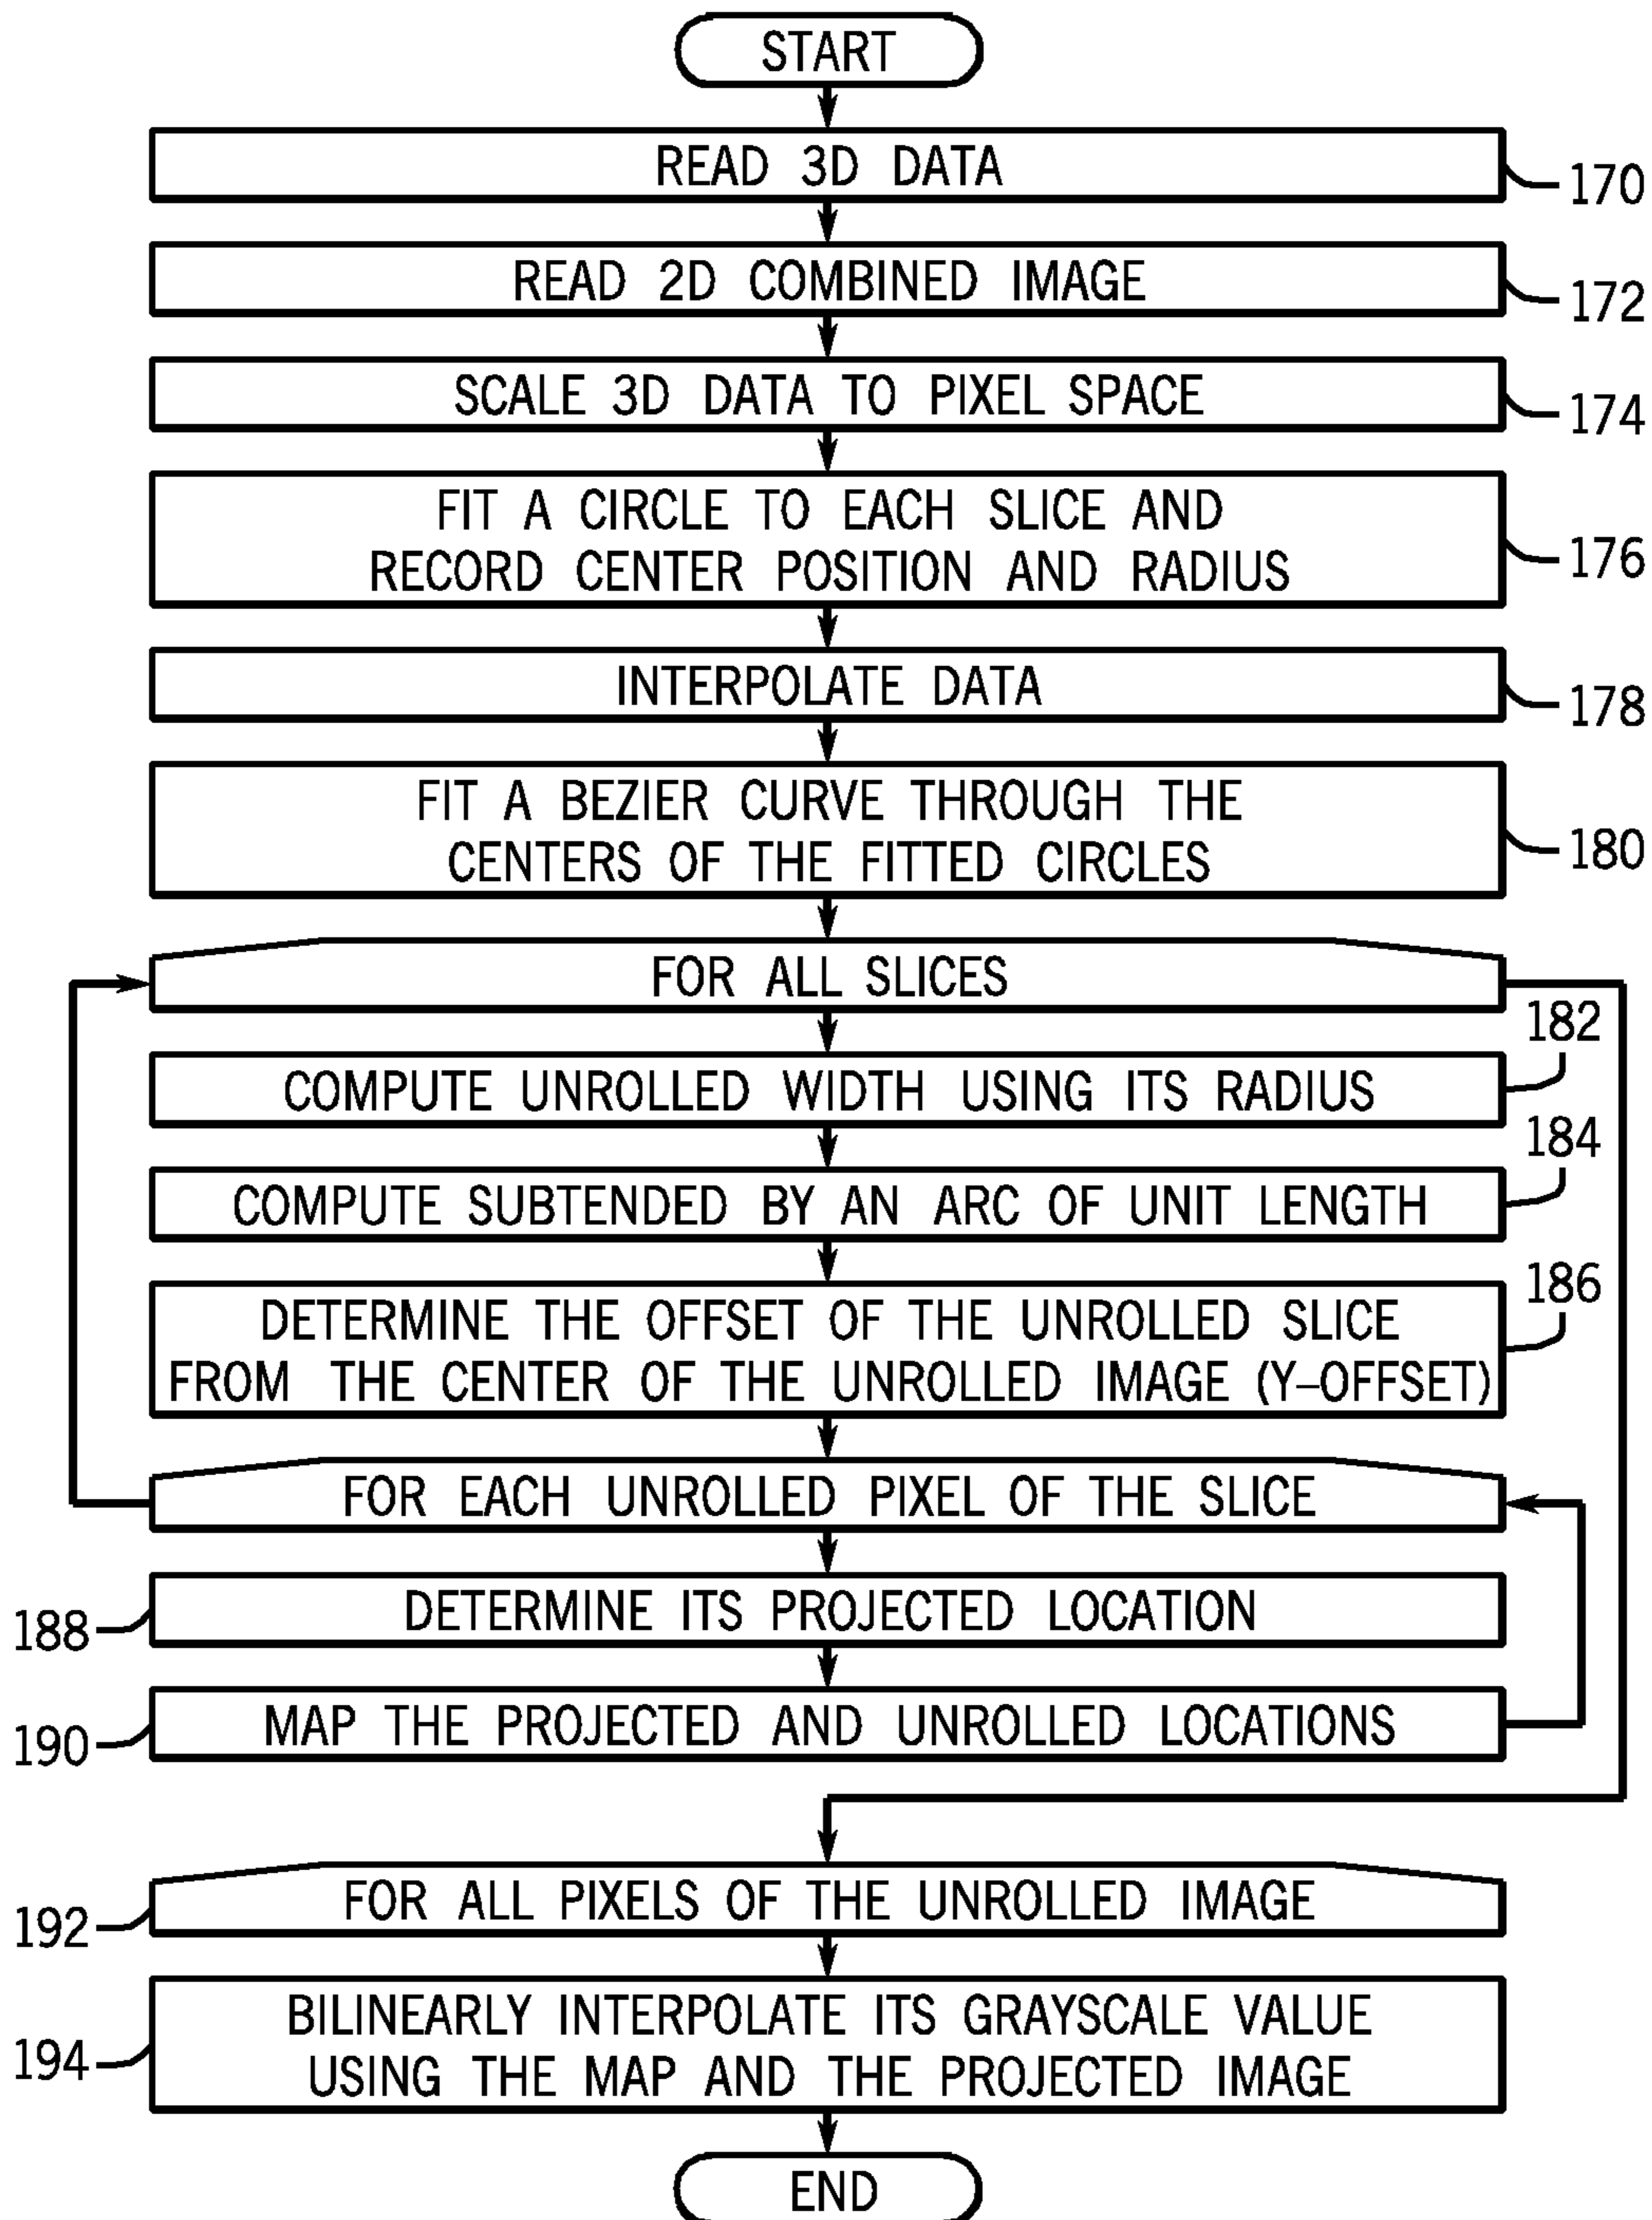 START
READ 3D DATA
170
READ 2D COMBINED IMAGE
172
SCALE 3D DATA TO PIXEL SPACE
174
FIT A CIRCLE TO EACH SLICE AND
RECORD CENTER POSITION AND RADIUS
176
INTERPOLATE DATA
178
FIT A BEZIER CURVE THROUGH THE
CENTERS OF THE FITTED CIRCLES
180
FOR ALL SLICES
182
COMPUTE UNROLLED WIDTH USING ITS RADIUS
184
COMPUTE SUBTENDED BY AN ARC OF UNIT LENGTH
186
DETERMINE THE OFFSET OF THE UNROLLED SLICE
FROM THE CENTER OF THE UNROLLED IMAGE (Y–OFFSET)
FOR EACH UNROLLED PIXEL OF THE SLICE
DETERMINE ITS PROJECTED LOCATION
188
MAP THE PROJECTED AND UNROLLED LOCATIONS
190
FOR ALL PIXELS OF THE UNROLLED IMAGE
192
BILINEARLY INTERPOLATE ITS GRAYSCALE VALUE
USING THE MAP AND THE PROJECTED IMAGE
194
END